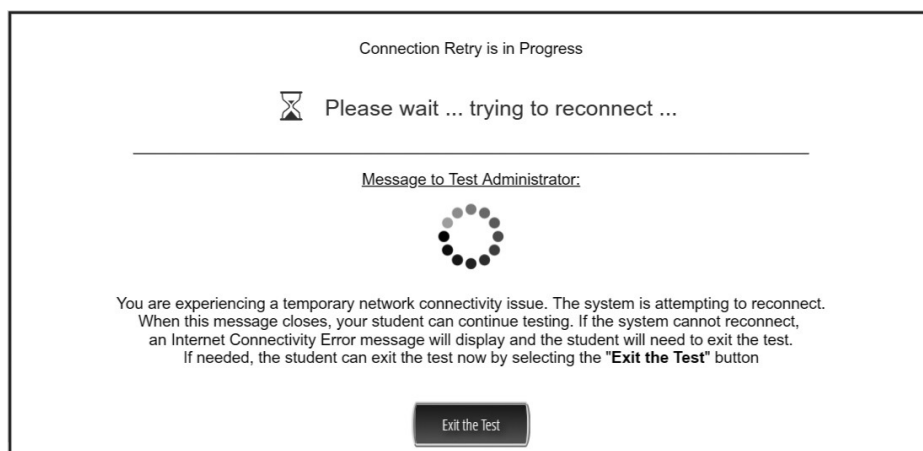 Connection Retry is in Progress
Please wait ... trying to reconnect ...
Message to Test Administrator:
You are experiencing a temporary network connectivity issue. The system is attempting to reconnect.
When this message closes, your student can continue testing. If the system cannot reconnect,
an Internet Connectivity Error message will display and the student will need to exit the test.
If needed, the student can exit the test now by selecting the "Exit the Test" button
Exit the Test